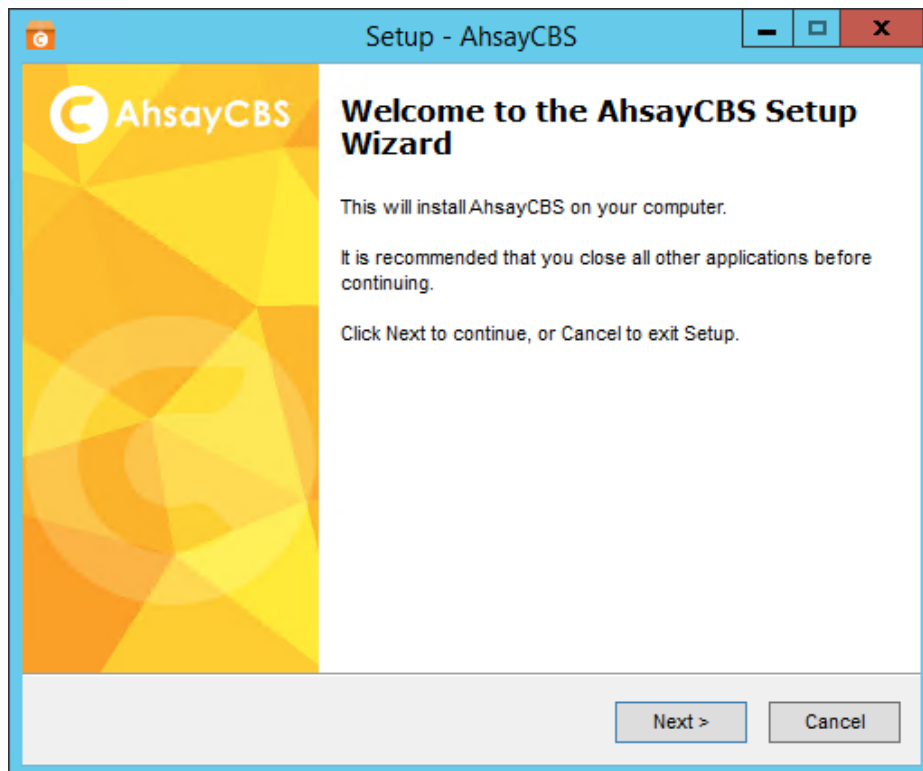 Setup - AhsayCBS
AhsayCBS
Welcome to the AhsayCBS Setup
Wizard
This will install AhsayCBS on your computer.
It is recommended that you close all other applications before
continuing.
Click Next to continue, or Cancel to exit Setup.
Next >
Cancel